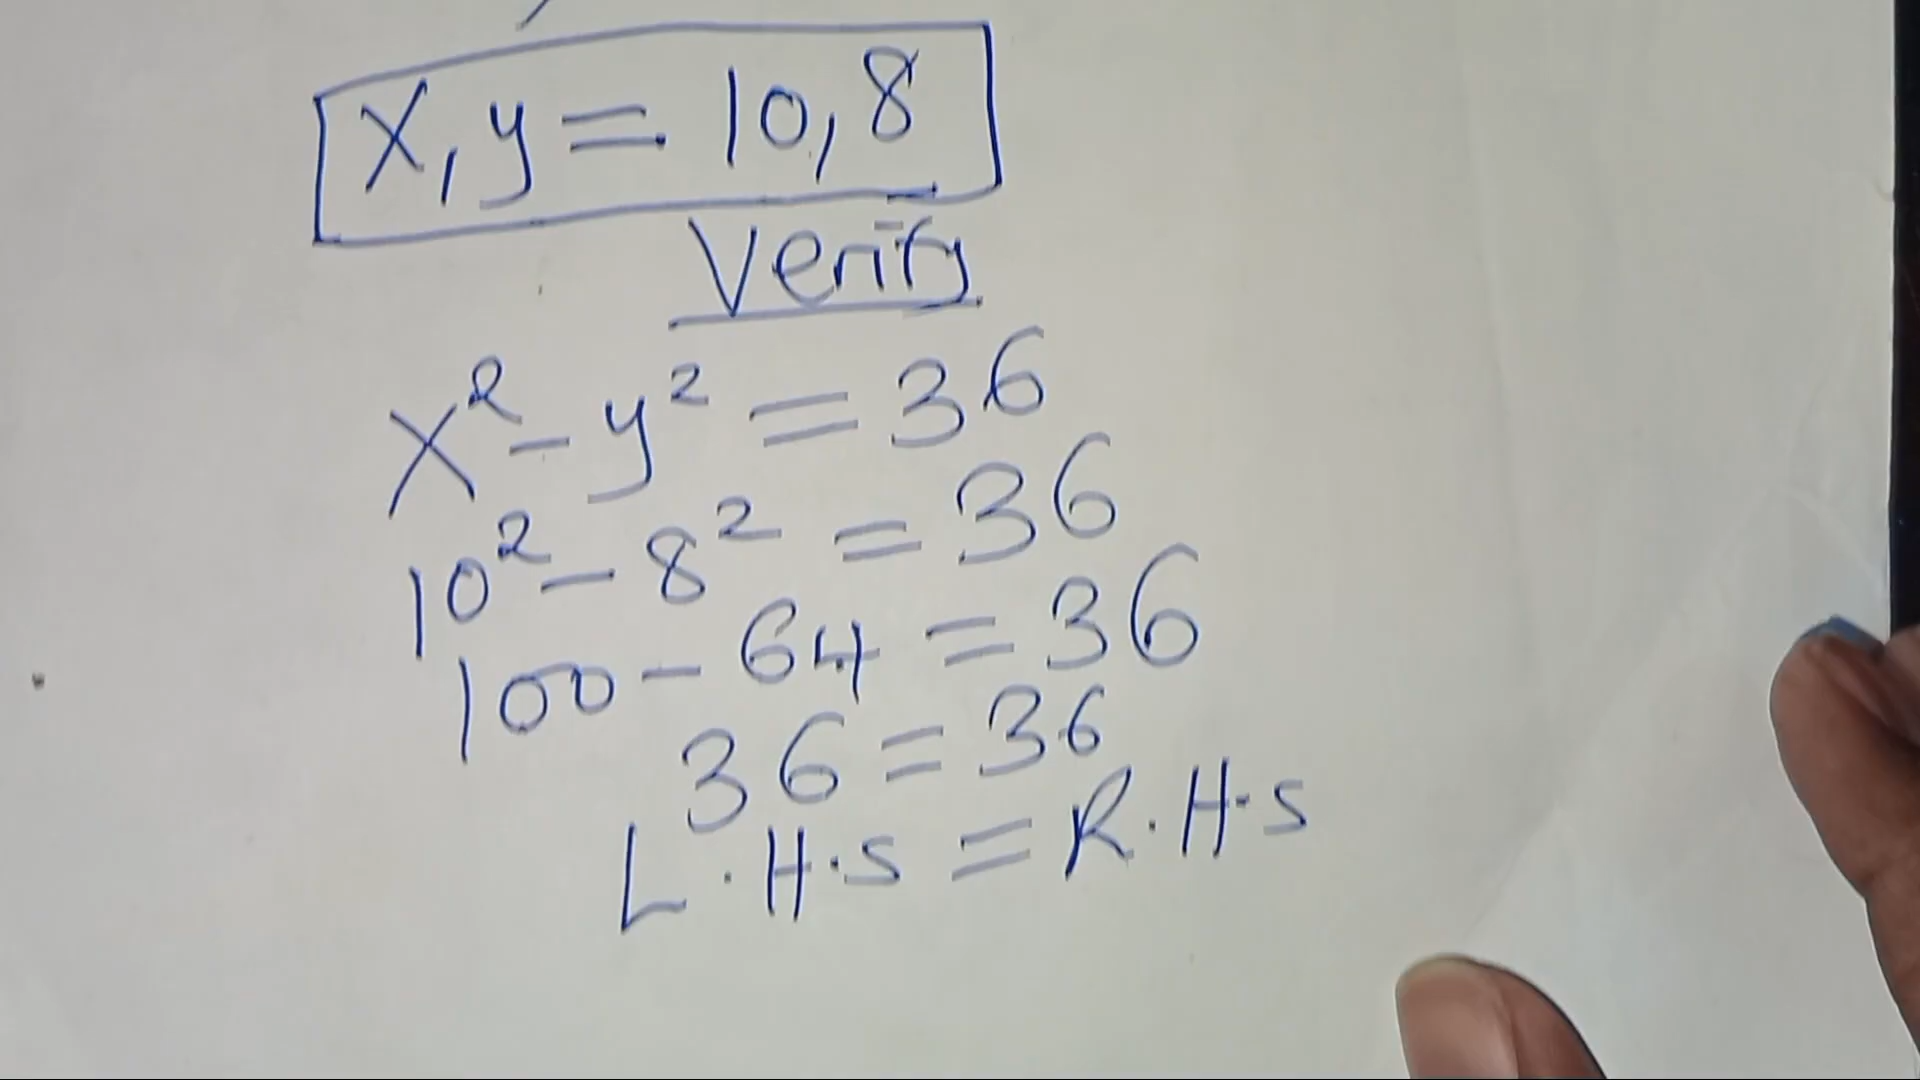 x, y = 10, 8
Verify
x² - y² = 36
10² - 8² = 36
100 - 64 = 36
36 = 36
L.H.S = R.H.S